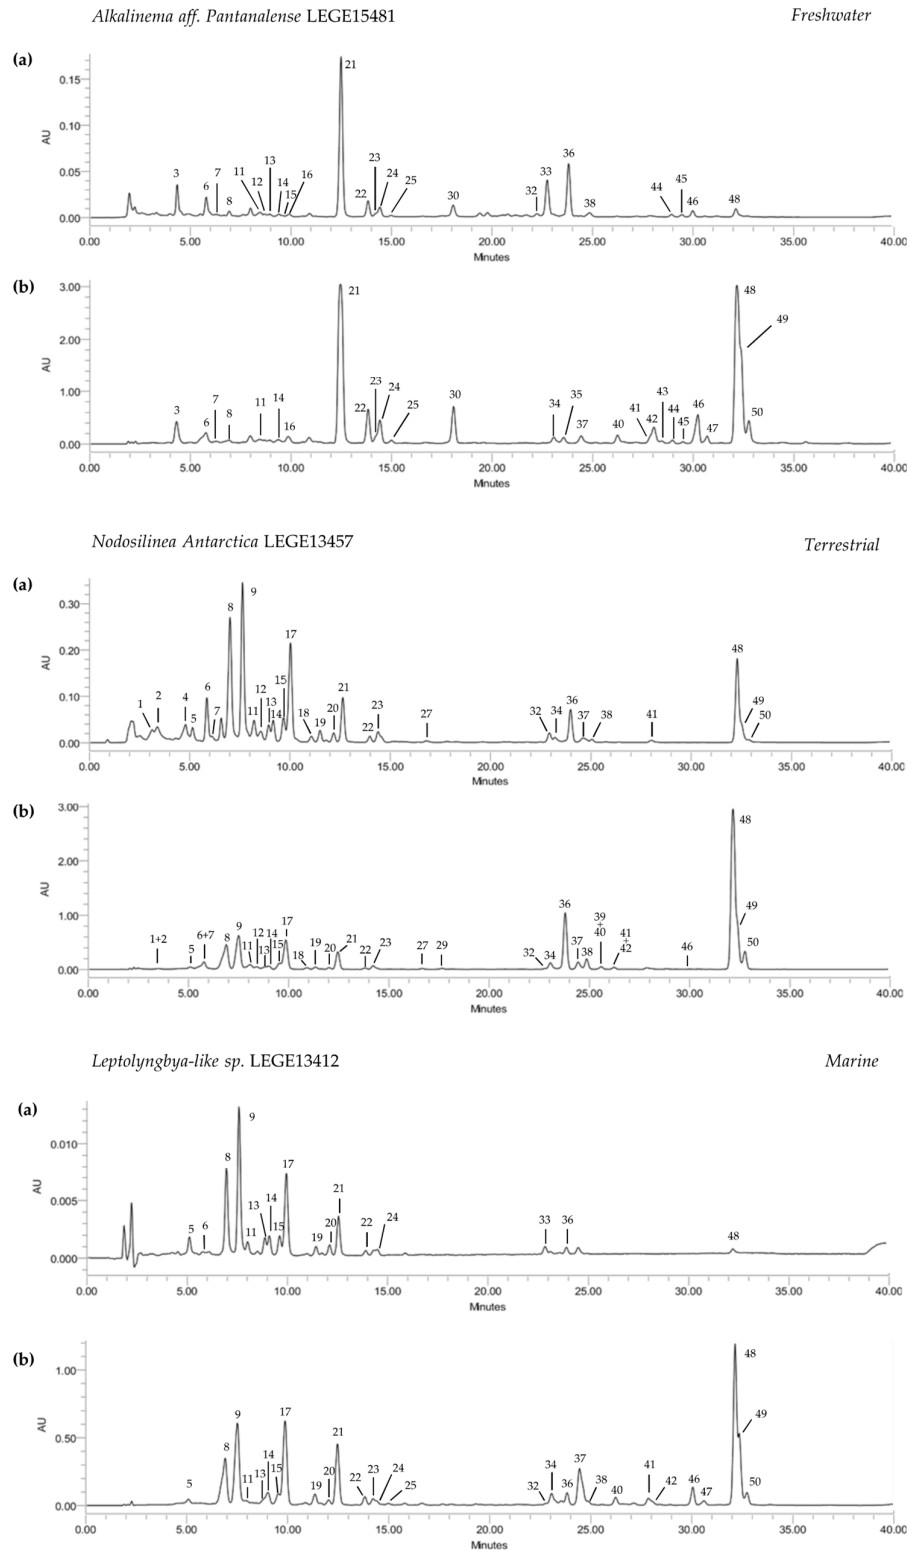 Alkalinema aff. Pantanalense LEGE15481 Freshwater
(a)
AU
0.15
0.10
0.05
0.00
3 6 7 8 11 12 13 14 15 16 21 22 23 24 25 30 32 33 36 38 44 45 46 48
0.00 5.00 10.00 15.00 20.00 25.00 30.00 35.00 40.00
Minutes
(b)
AU
3.00
2.00
1.00
0.00
3 6 7 8 11 14 16 21 22 23 24 25 30 34 35 37 40 41 42 43 44 45 46 47 48 49 50
0.00 5.00 10.00 15.00 20.00 25.00 30.00 35.00 40.00
Minutes
Nodosilinea Antarctica LEGE13457 Terrestrial
(a)
AU
0.30
0.20
0.10
0.00
1 2 4 5 6 7 8 9 11 12 13 14 15 17 18 19 20 21 22 23 27 32 34 36 37 38 41 48 49 50
0.00 5.00 10.00 15.00 20.00 25.00 30.00 35.00 40.00
Minutes
(b)
AU
3.00
2.00
1.00
0.00
1+2 5 6+7 8 9 11 12 13 14 15 17 18 19 20 21 22 23 27 29 32 34 36 37 38 39+40 41+42 46 48 49 50
0.00 5.00 10.00 15.00 20.00 25.00 30.00 35.00 40.00
Minutes
Leptolyngbya-like sp. LEGE13412 Marine
(a)
AU
0.010
0.005
0.000
5 6 8 9 11 13 14 15 17 19 20 21 22 24 33 36 48
0.00 5.00 10.00 15.00 20.00 25.00 30.00 35.00 40.00
Minutes
(b)
AU
1.00
0.50
0.00
5 8 9 11 13 14 15 17 19 20 21 22 23 24 25 32 34 36 37 38 40 41 42 46 47 48 49 50
0.00 5.00 10.00 15.00 20.00 25.00 30.00 35.00 40.00
Minutes